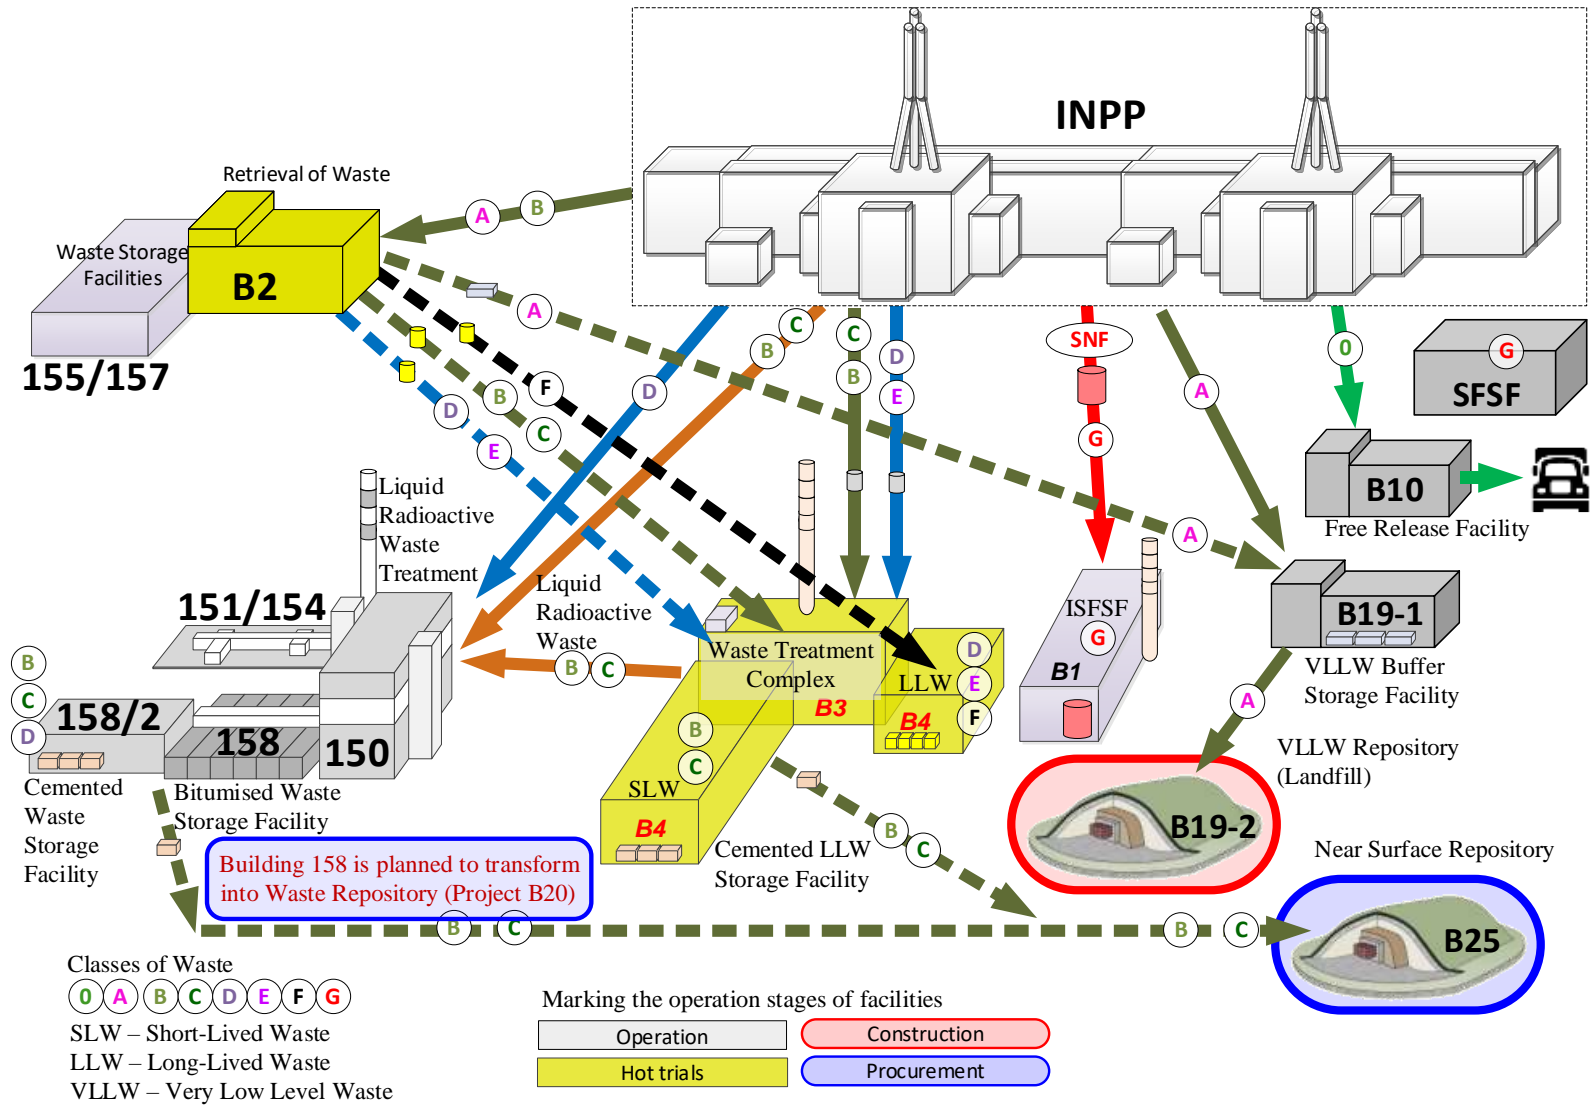 INPP
Retrieval of Waste
A
B
Waste Storage
Facilities
B2
155/157
A
F
B
C
D
E
D
B
C
C
B
D
E
SNF
G
A
A
0
G
SFSF
B10
Free Release Facility
Liquid
Radioactive
Waste
Treatment
151/154
Liquid
Radioactive
Waste
B
C
B
C
D
158/2
158
150
Cemented
Waste
Storage
Facility
Bitumised Waste
Storage Facility
Waste Treatment
Complex
B3
LLW
D
E
F
B4
B
C
SLW
B4
Cemented LLW
Storage Facility
B
C
ISFSF
G
B1
B19-1
VLLW Buffer
Storage Facility
A
VLLW Repository
(Landfill)
B19-2
Near Surface Repository
B25
Building 158 is planned to transform
into Waste Repository (Project B20)
B
C
B
C
Classes of Waste
0 A B C D E F G
SLW – Short-Lived Waste
LLW – Long-Lived Waste
VLLW – Very Low Level Waste
Marking the operation stages of facilities
Operation
Construction
Hot trials
Procurement